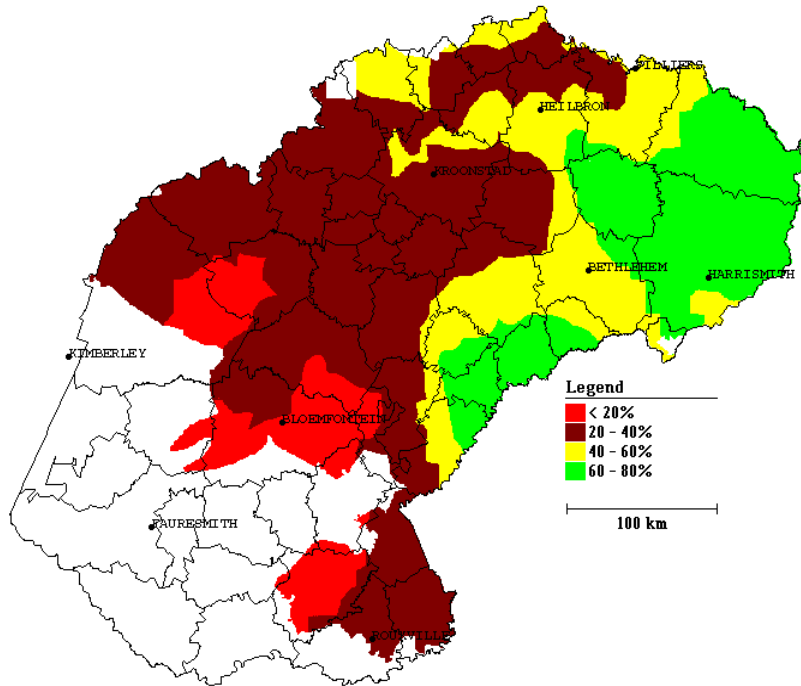 VILLIERS
HEILBRON
KROONSTAD
BETHLEHEM
HARRISMITH
KIMBERLEY
BLOEMFONTEIN
FAURESMITH
ROUXVILLE
Legend
< 20%
20 - 40%
40 - 60%
60 - 80%
100 km